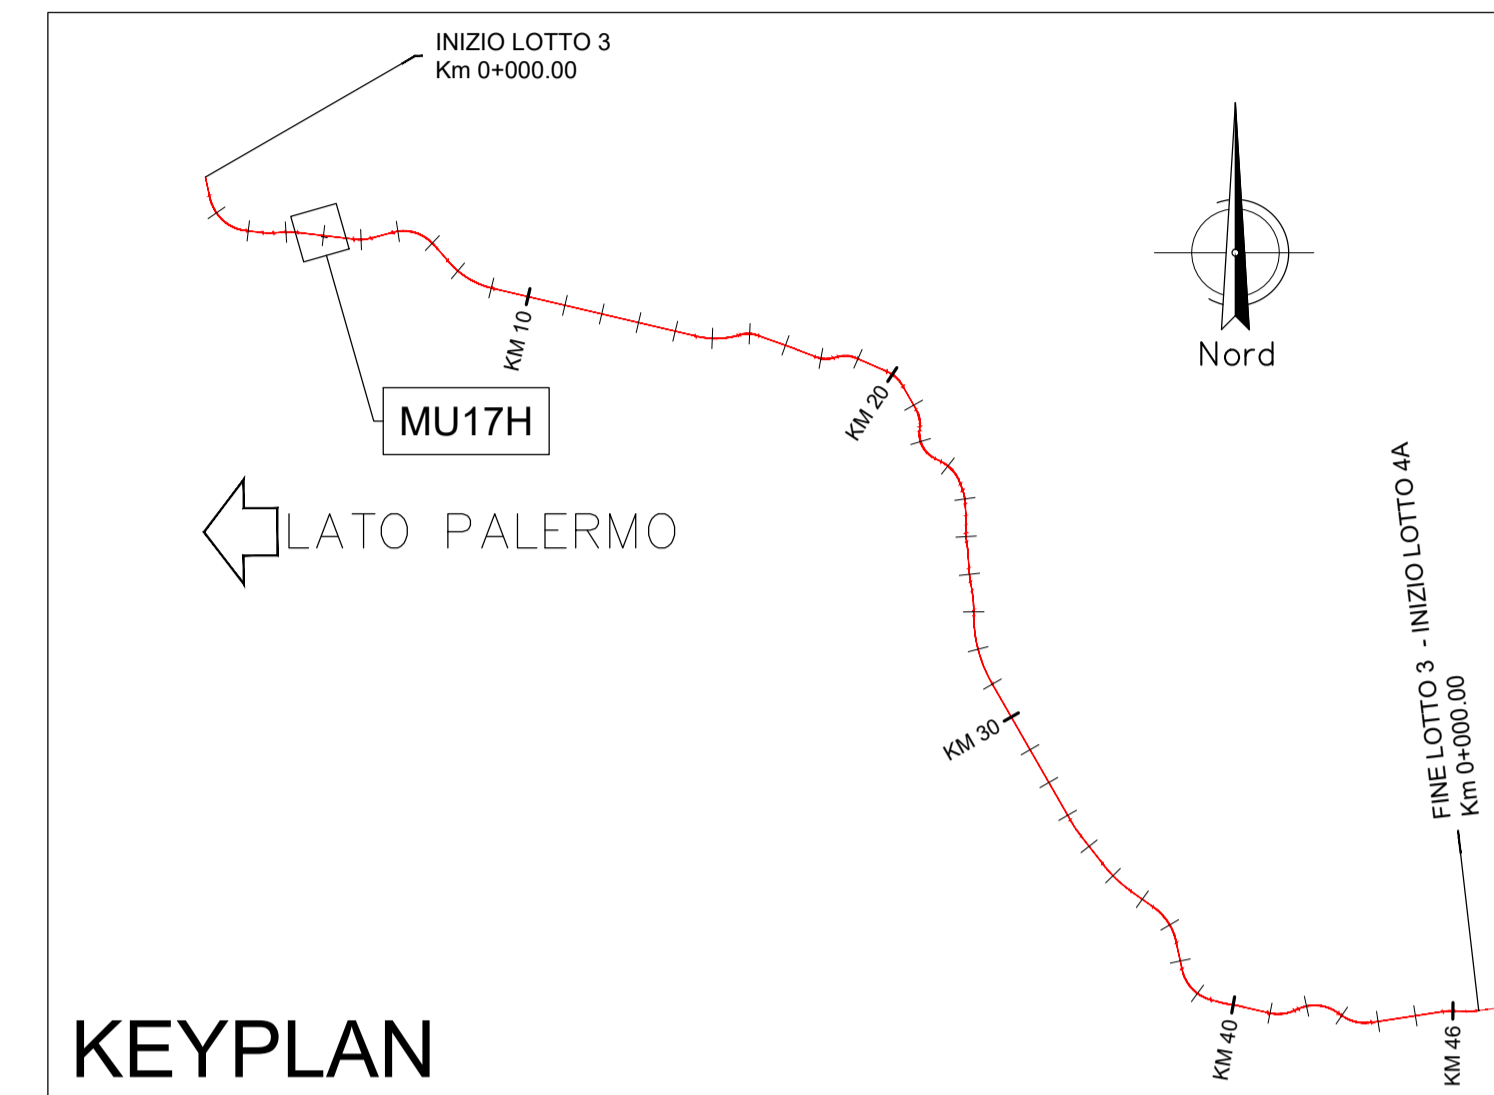 INIZIO LOTTO 3
Km 0+000.00
Nord
KM 10
KM 20
MU17H
LATO PALERMO
FINE LOTTO 3 - INIZIO LOTTO 4A
Km 0+000.00
KM 30
KM 40
KM 46
KEYPLAN